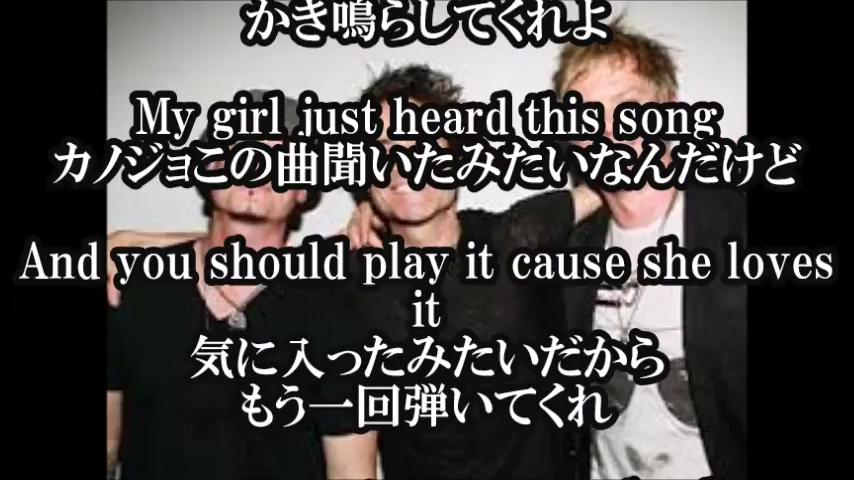 かき鳴らしてくれよ
My girl just heard this song
カノジョこの曲聞いたみたいなんだけど
And you should play it cause she loves
it
気に入ったみたいだから
もう一回弾いてくれ